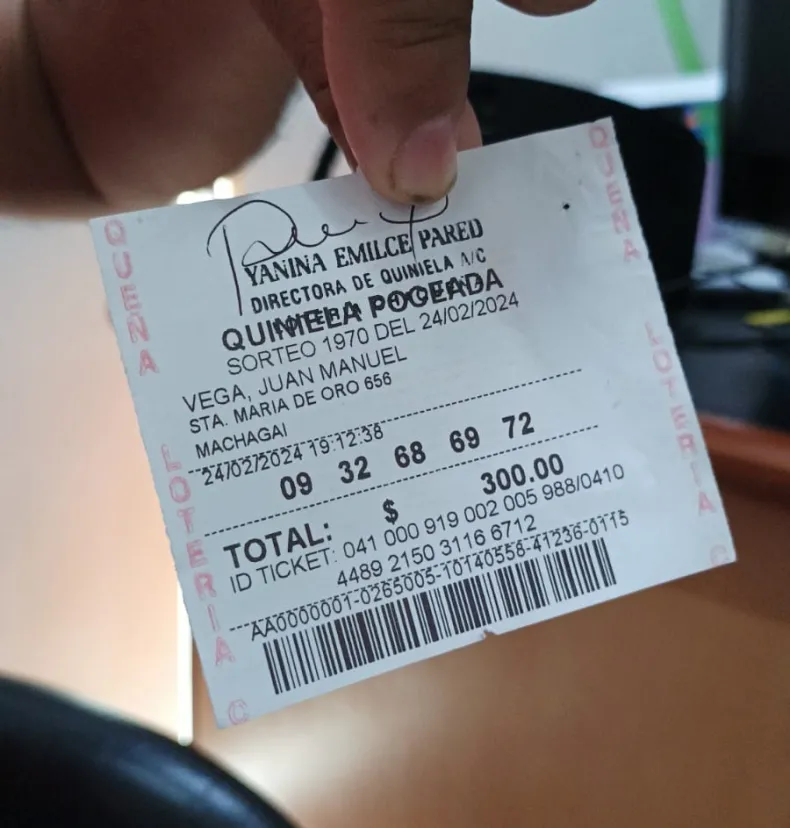 YANINA EMILCE PARED
DIRECTORA DE QUINIELA A/C
QUINIELA POCEADA
SORTEO 1970 DEL 24/02/2024
VEGA, JUAN MANUEL
STA. MARIA DE ORO 656
MACHAGAI
24/02/2024 19:12:38
09 32 68 69 72
TOTAL: $ 300.00
ID TICKET: 041 000 919 002 005 988/0410
4489 2150 3116 6712
AA0000001-0265005-10140558-41236-0115
QUEÑA
LOTERIA C
QUEÑA
LOTERIA C